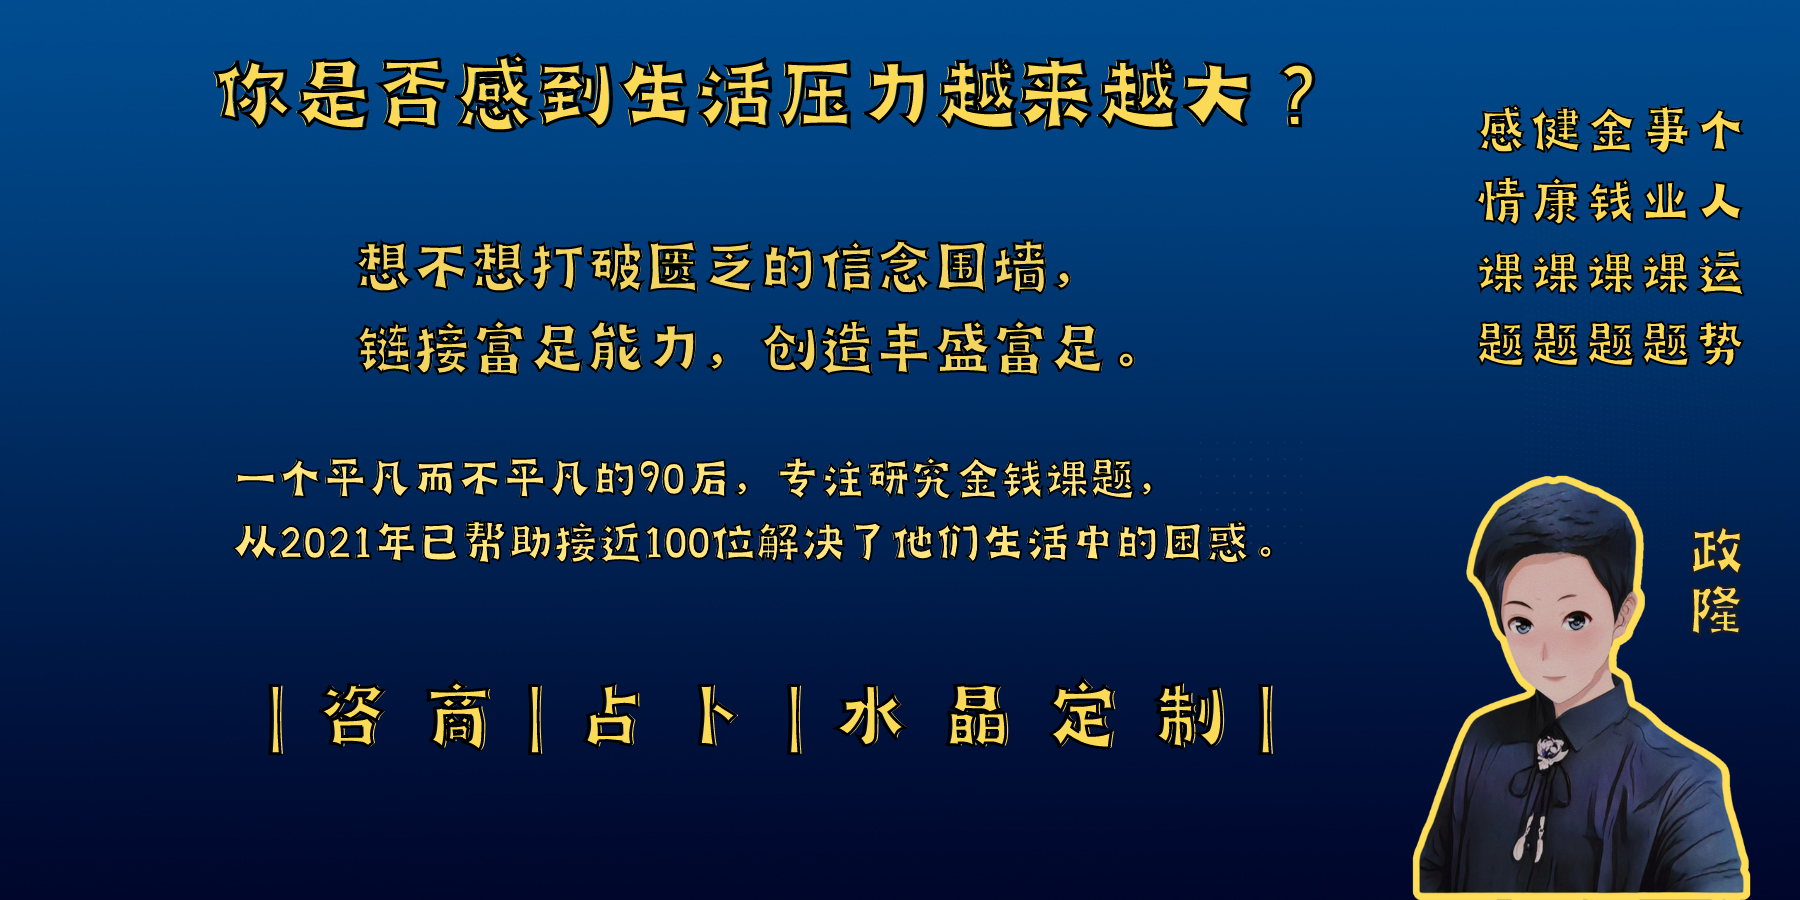 你是否感到生活压力越来越大？
想不想打破匮乏的信念围墙，
链接富足能力，创造丰盛富足。
一个平凡而不平凡的90后，专注研究金钱课题，
从2021年已帮助接近100位解决了他们生活中的困惑。
|咨商|占卜|水晶定制|
个人运势
事业课题
金钱课题
健康课题
感情课题
政隆